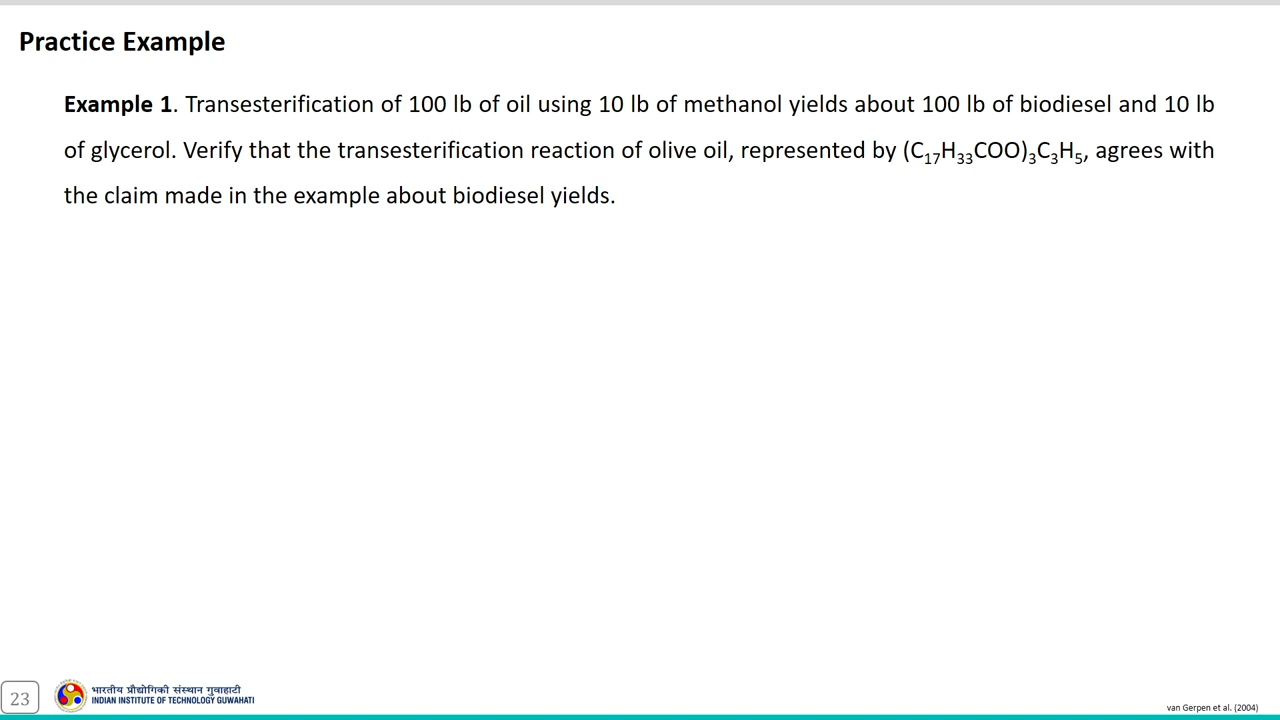 Practice Example
Example 1. Transesterification of 100 lb of oil using 10 lb of methanol yields about 100 lb of biodiesel and 10 lb
of glycerol. Verify that the transesterification reaction of olive oil, represented by (C₁₇H₃₃COO)₃C₃H₅, agrees with
the claim made in the example about biodiesel yields.
23
भारतीय प्रौद्योगिकी संस्थान गुवाहाटी
INDIAN INSTITUTE OF TECHNOLOGY GUWAHATI
van Gerpen et al. (2004)